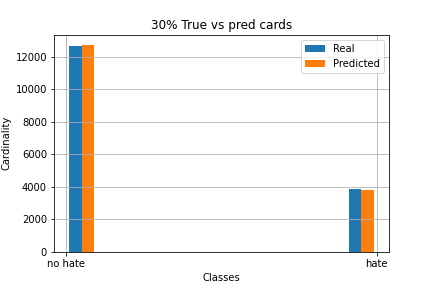 30% True vs pred cards
Real
Predicted
Cardinality
12000
10000
8000
6000
4000
2000
0
no hate
hate
Classes